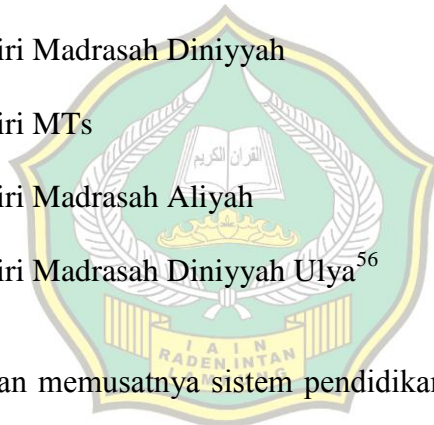 iri Madrasah Diniyyah
iri MTs
القرآن الكريم
iri Madrasah Aliyah
iri Madrasah Diniyyah Ulya⁵⁶
I A I N
RADEN INTAN
LAMPUNG
an memusatnya sistem pendidikan